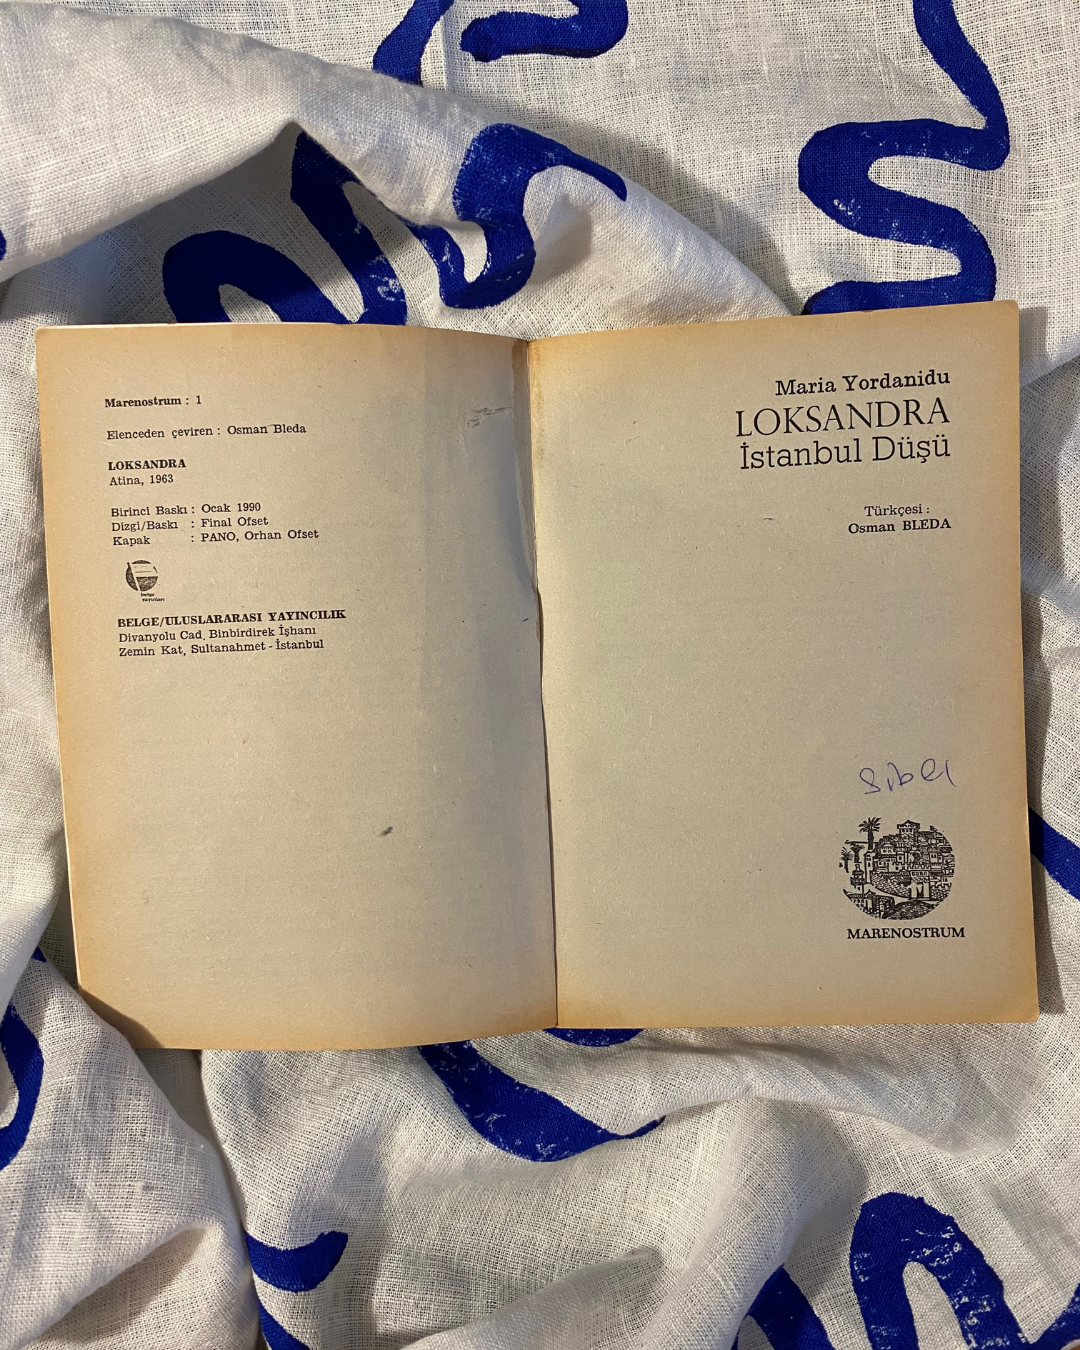 Marenostrum : 1
Elenceden çeviren : Osman Bleda
LOKSANDRA
Atina, 1963
Birinci Baskı : Ocak 1990
Dizgi/Baskı : Final Ofset
Kapak : PANO, Orhan Ofset
belge
yayınları
BELGE/ULUSLARARASI YAYINCILIK
Divanyolu Cad. Binbirdirek İşhanı
Zemin Kat, Sultanahmet - İstanbul
Maria Yordanidu
LOKSANDRA
İstanbul Düşü
Türkçesi :
Osman BLEDA
Sibel
MARENOSTRUM